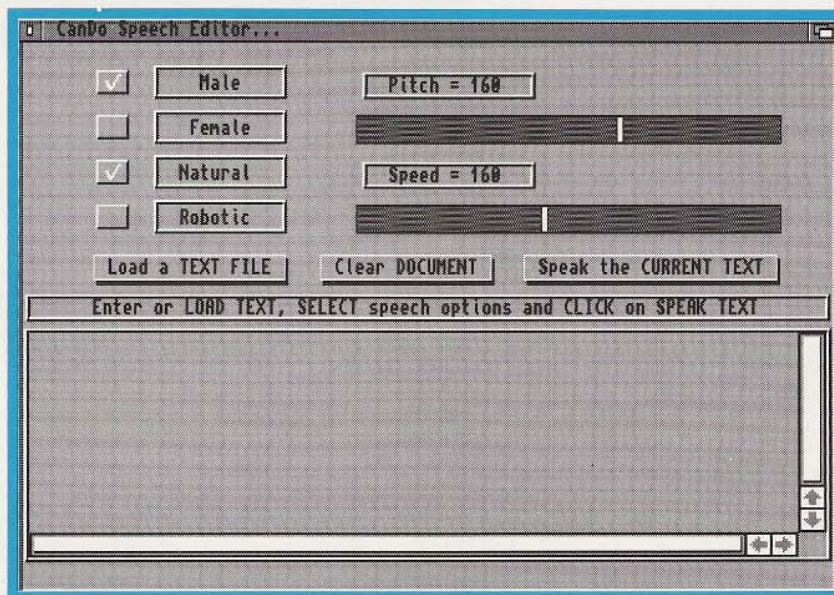 CanDo Speech Editor...
Male
Pitch = 160
Female
Natural
Speed = 160
Robotic
Load a TEXT FILE
Clear DOCUMENT
Speak the CURRENT TEXT
Enter or LOAD TEXT, SELECT speech options and CLICK on SPEAK TEXT